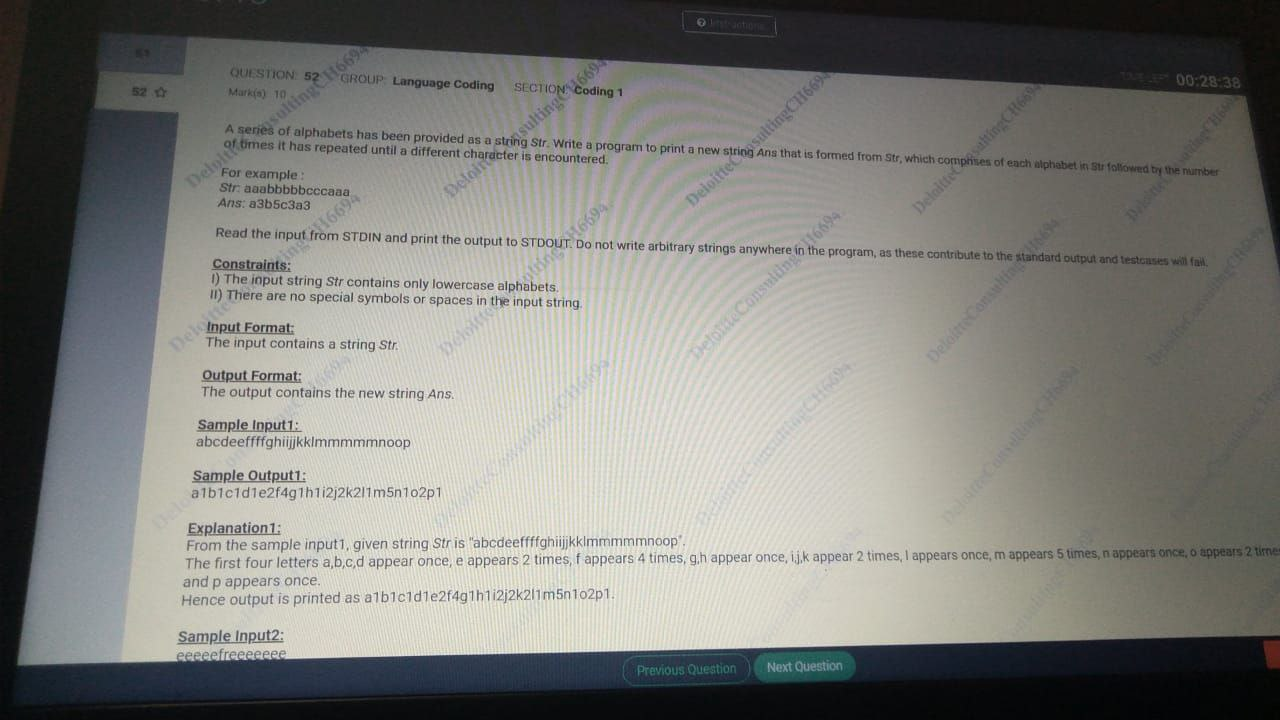 Instructions
51
TIME LEFT 00:28:38
52 ☆
QUESTION: 52 GROUP: Language Coding SECTION: Coding 1
Mark(s): 10
A series of alphabets has been provided as a string Str. Write a program to print a new string Ans that is formed from Str, which comprises of each alphabet in Str followed by the number
of times it has repeated until a different character is encountered.
For example :
Str: aaabbbbbcccaaa
Ans: a3b5c3a3
Read the input from STDIN and print the output to STDOUT. Do not write arbitrary strings anywhere in the program, as these contribute to the standard output and testcases will fail.
Constraints:
I) The input string Str contains only lowercase alphabets.
II) There are no special symbols or spaces in the input string.
Input Format:
The input contains a string Str.
Output Format:
The output contains the new string Ans.
Sample Input1:
abcdeeffffghiijjkklmmmmmnoop
Sample Output1:
a1b1c1d1e2f4g1h1i2j2k2l1m5n1o2p1
Explanation1:
From the sample input1, given string Str is "abcdeeffffghiijjkklmmmmmnoop".
The first four letters a,b,c,d appear once, e appears 2 times, f appears 4 times, g,h appear once, i,j,k appear 2 times, l appears once, m appears 5 times, n appears once, o appears 2 times
and p appears once.
Hence output is printed as a1b1c1d1e2f4g1h1i2j2k2l1m5n1o2p1.
Sample Input2:
eeeeefreeeeeee
Previous Question
Next Question
DeloitteConsultingCH6694